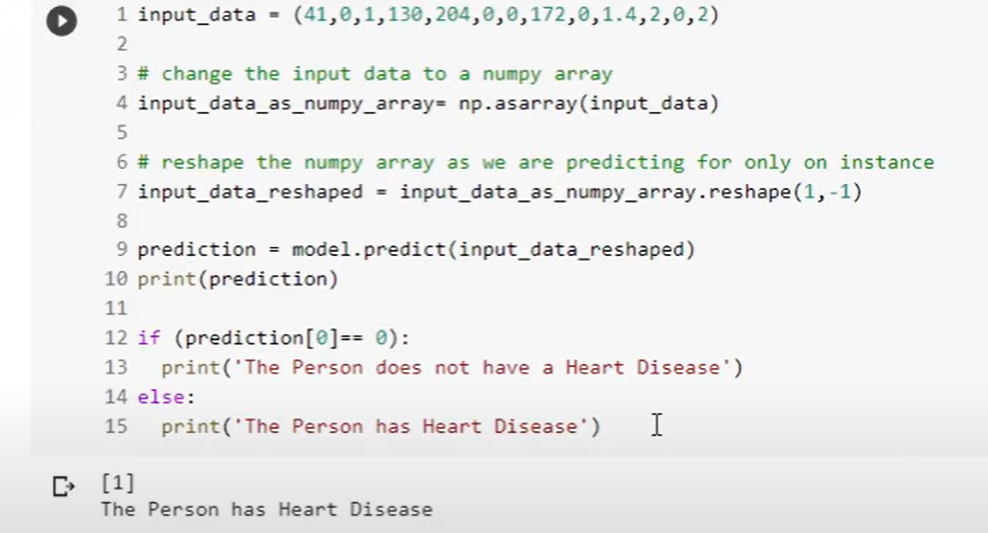 1 input_data = (41,0,1,130,204,0,0,172,0,1.4,2,0,2)
2
3 # change the input data to a numpy array
4 input_data_as_numpy_array= np.asarray(input_data)
5
6 # reshape the numpy array as we are predicting for only on instance
7 input_data_reshaped = input_data_as_numpy_array.reshape(1,-1)
8
9 prediction = model.predict(input_data_reshaped)
10 print(prediction)
11
12 if (prediction[0]== 0):
13   print('The Person does not have a Heart Disease')
14 else:
15   print('The Person has Heart Disease')
[1]
The Person has Heart Disease